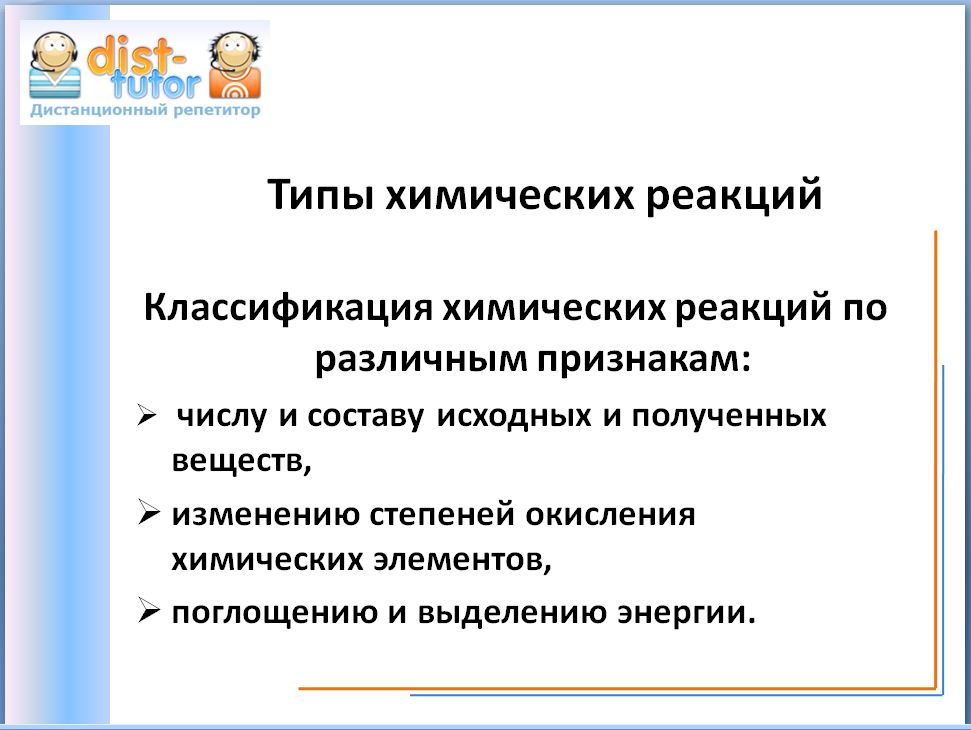 dist-
tutor
Дистанционный репетитор
Типы химических реакций
Классификация химических реакций по
различным признакам:
числу и составу исходных и полученных
веществ,
изменению степеней окисления
химических элементов,
поглощению и выделению энергии.